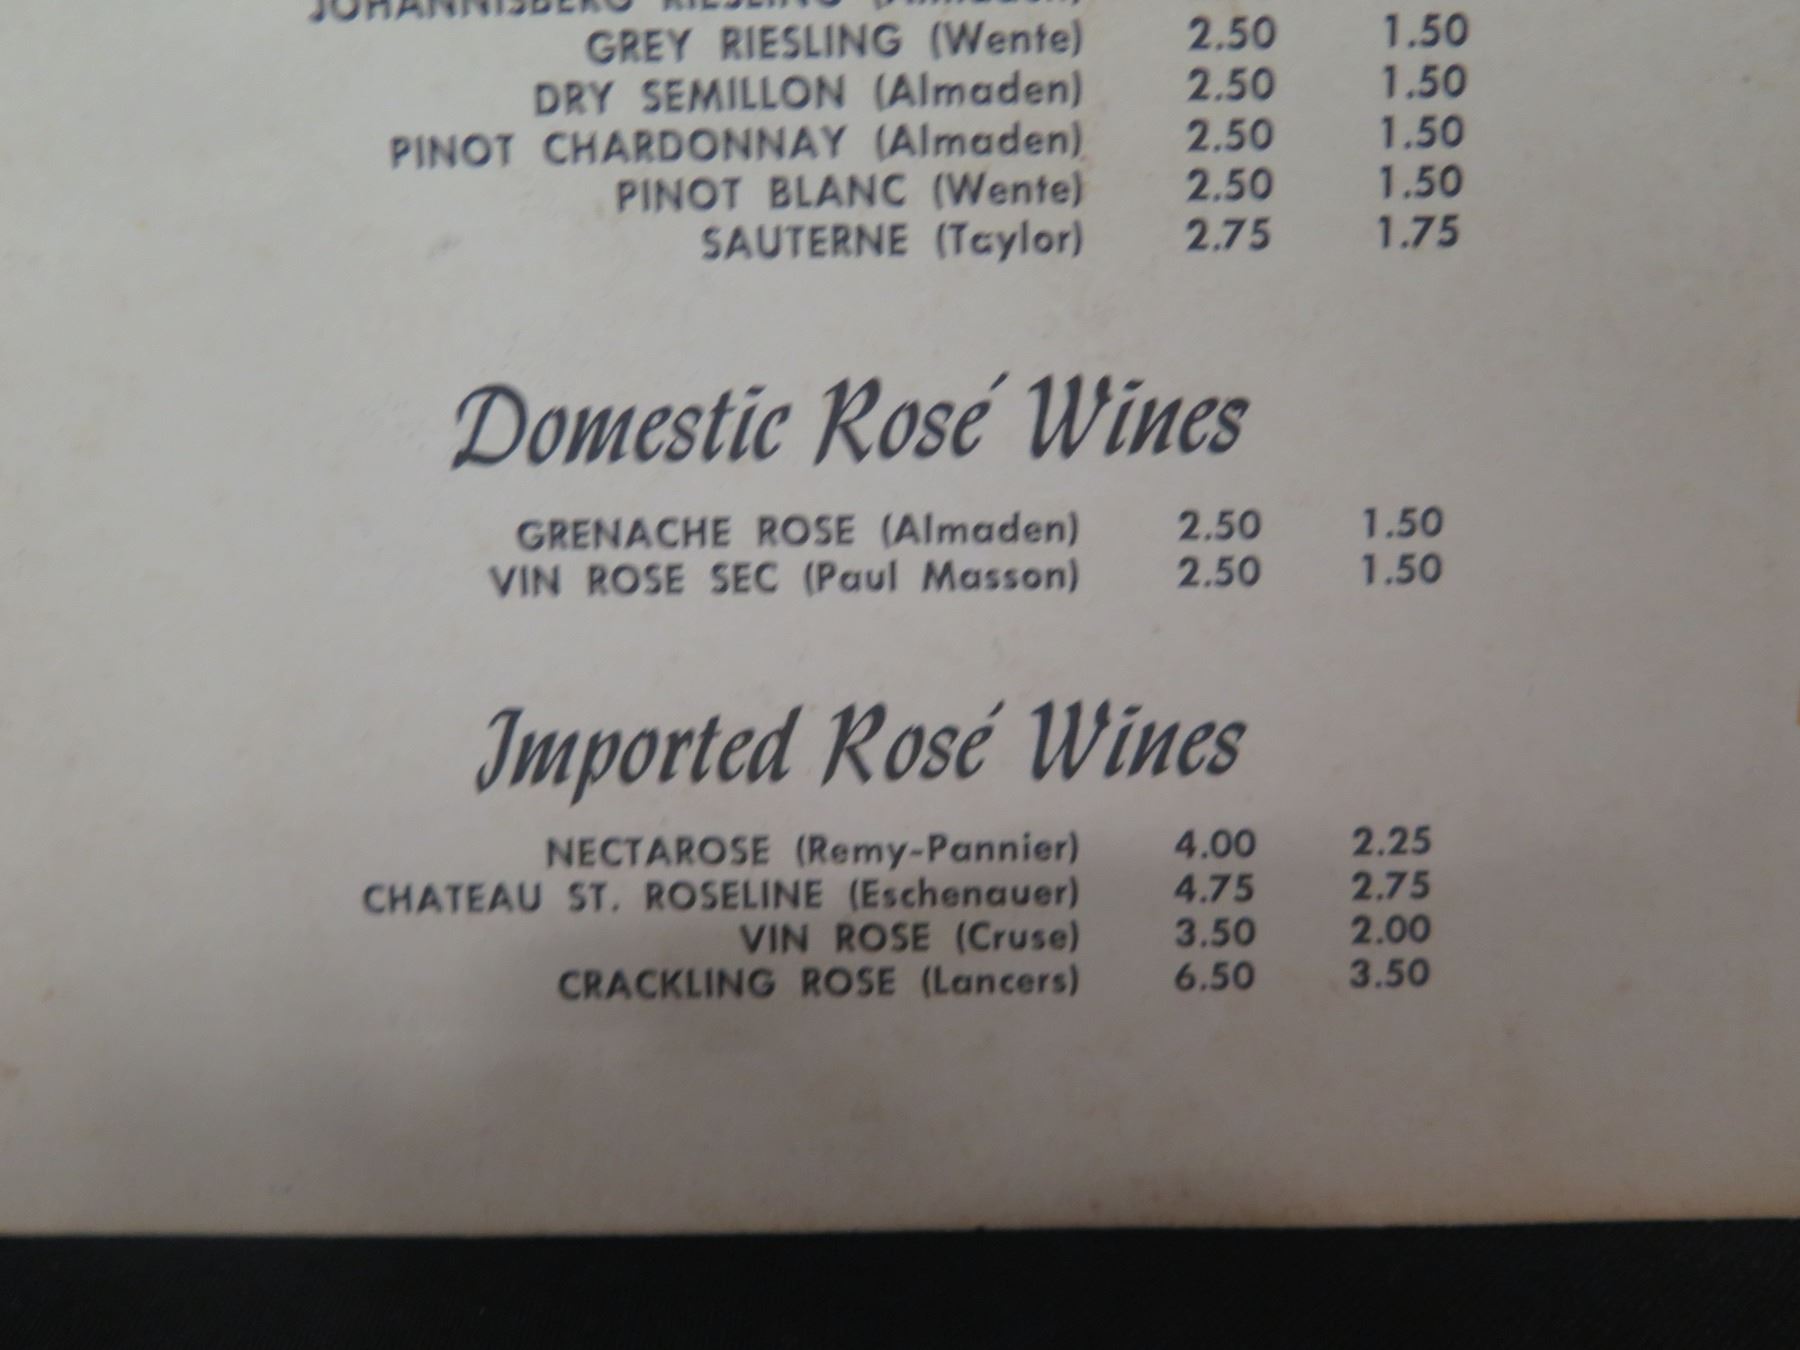 JOHANNISBERG RIESLING (Almaden)
GREY RIESLING (Wente) 2.50 1.50
DRY SEMILLON (Almaden) 2.50 1.50
PINOT CHARDONNAY (Almaden) 2.50 1.50
PINOT BLANC (Wente) 2.50 1.50
SAUTERNE (Taylor) 2.75 1.75
Domestic Rosé Wines
GRENACHE ROSE (Almaden) 2.50 1.50
VIN ROSE SEC (Paul Masson) 2.50 1.50
Imported Rosé Wines
NECTAROSE (Remy-Pannier) 4.00 2.25
CHATEAU ST. ROSELINE (Eschenauer) 4.75 2.75
VIN ROSE (Cruse) 3.50 2.00
CRACKLING ROSE (Lancers) 6.50 3.50